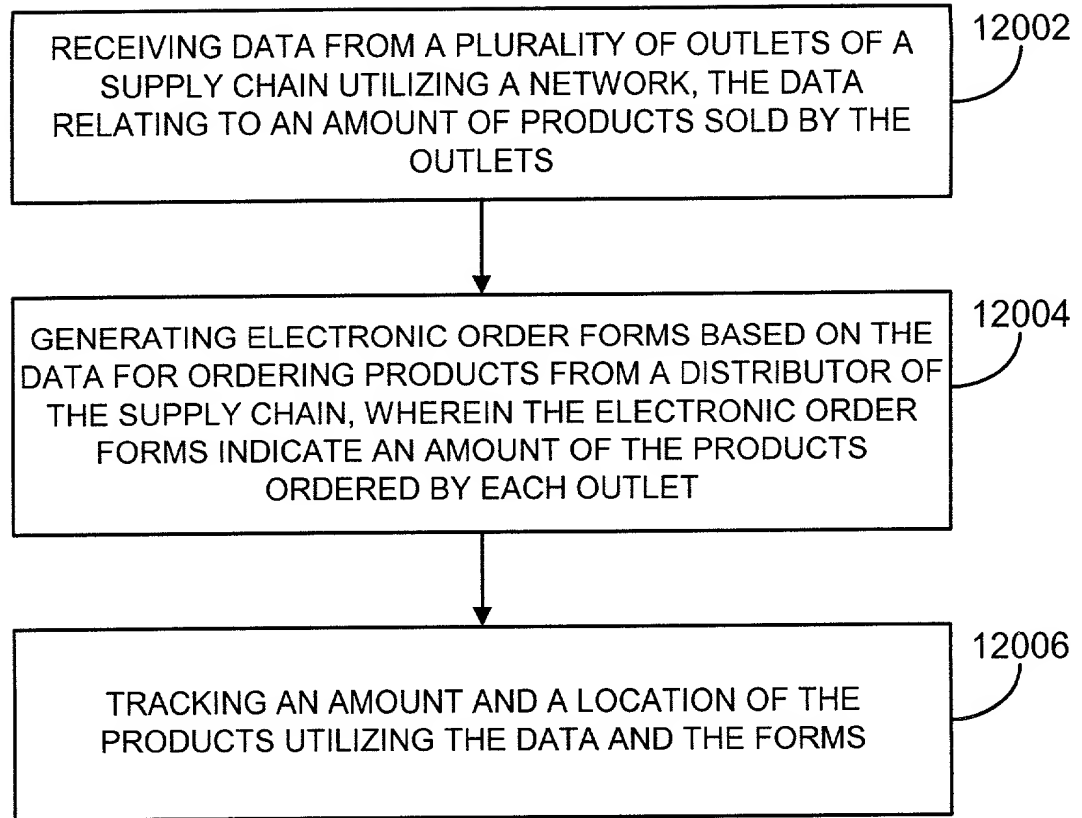 RECEIVING DATA FROM A PLURALITY OF OUTLETS OF A
SUPPLY CHAIN UTILIZING A NETWORK, THE DATA
RELATING TO AN AMOUNT OF PRODUCTS SOLD BY THE
OUTLETS
12002
GENERATING ELECTRONIC ORDER FORMS BASED ON THE
DATA FOR ORDERING PRODUCTS FROM A DISTRIBUTOR OF
THE SUPPLY CHAIN, WHEREIN THE ELECTRONIC ORDER
FORMS INDICATE AN AMOUNT OF THE PRODUCTS
ORDERED BY EACH OUTLET
12004
TRACKING AN AMOUNT AND A LOCATION OF THE
PRODUCTS UTILIZING THE DATA AND THE FORMS
12006